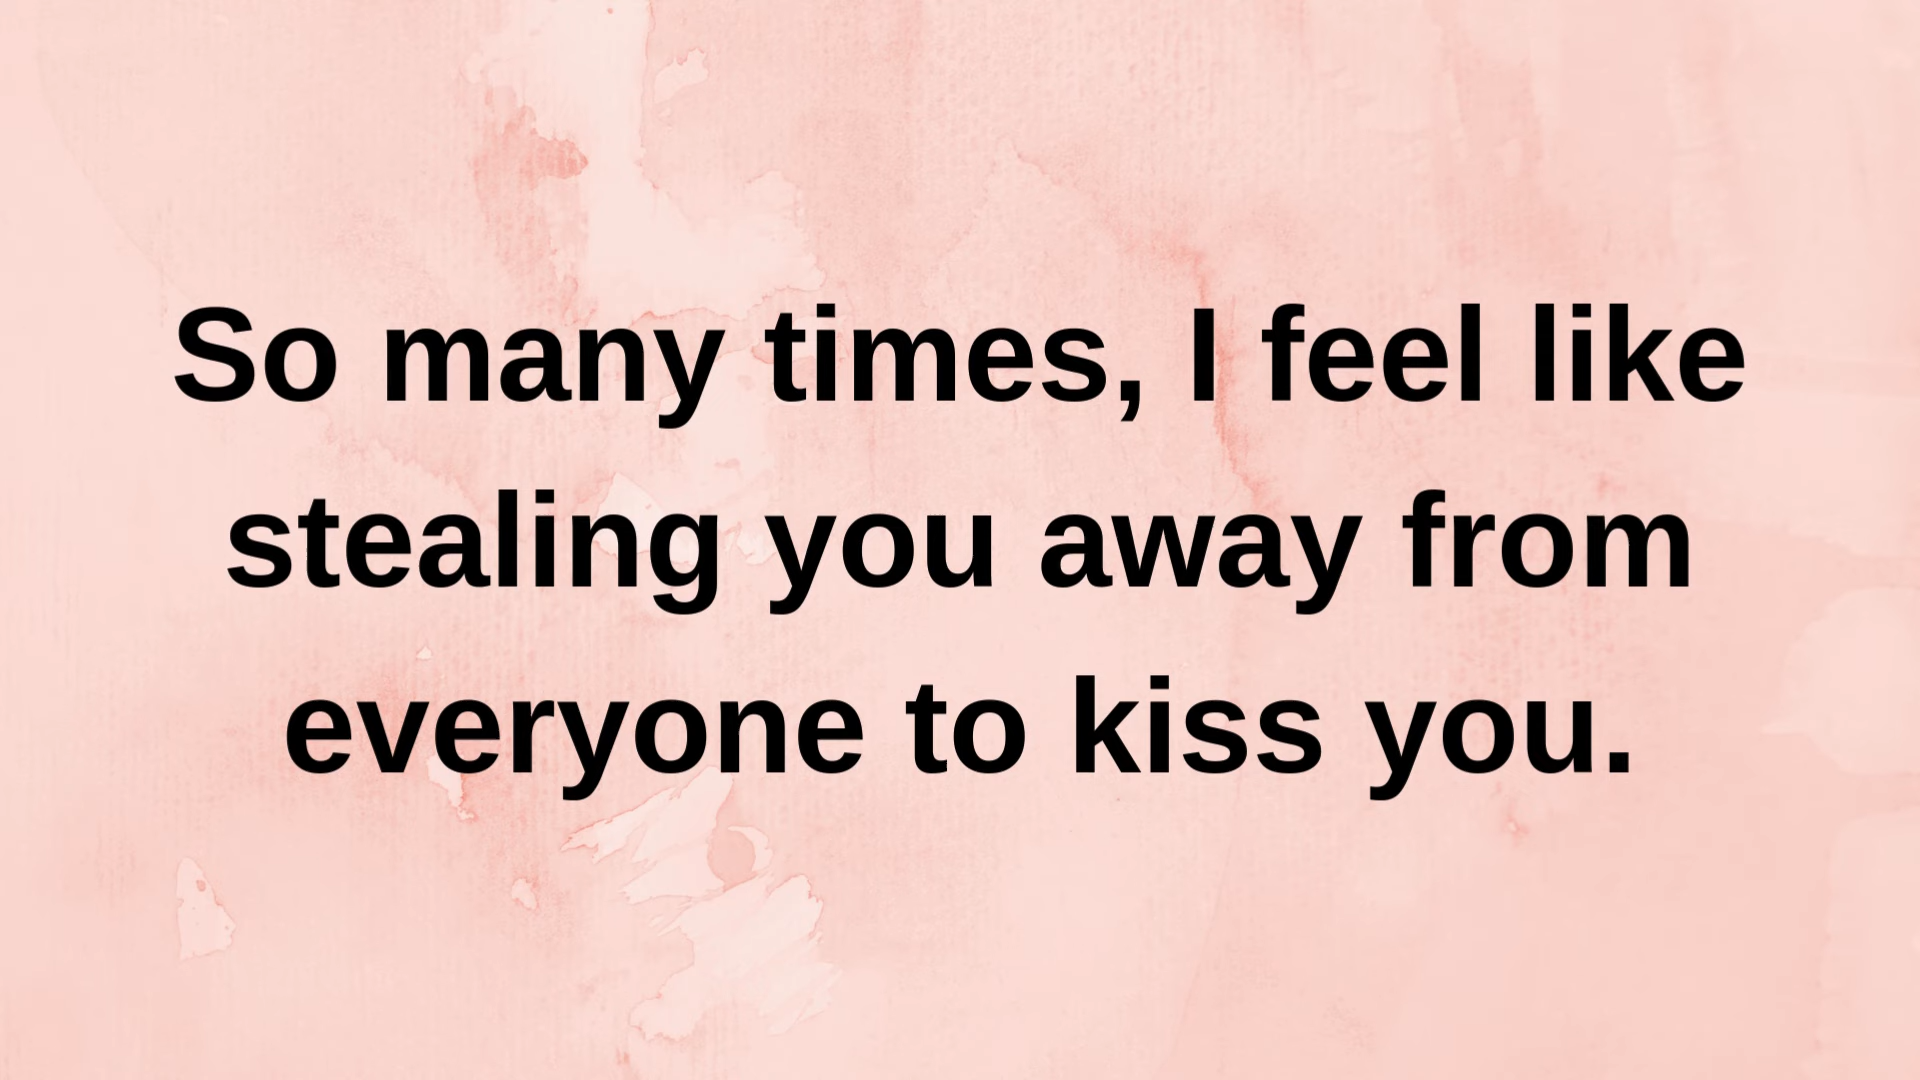 So many times, I feel like
stealing you away from
everyone to kiss you.